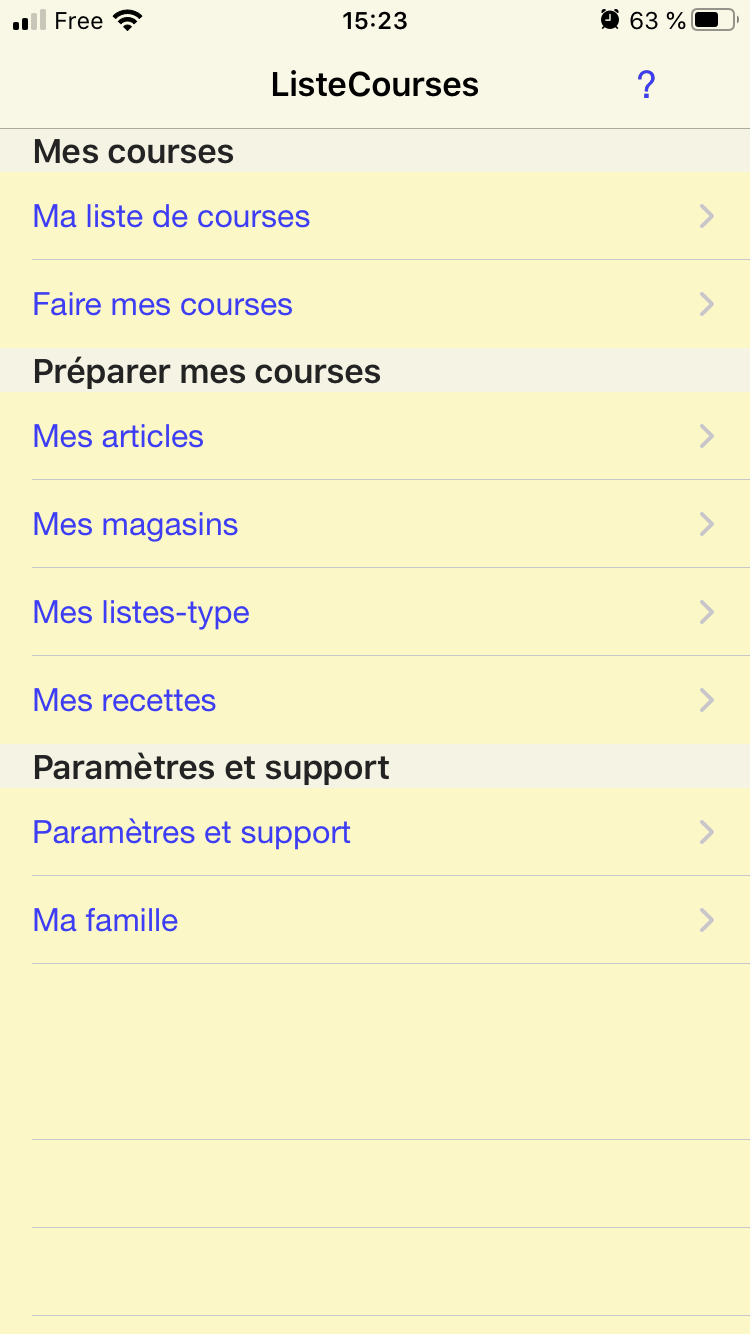 Free 15:23 63 %
ListeCourses ?
Mes courses
Ma liste de courses
Faire mes courses
Préparer mes courses
Mes articles
Mes magasins
Mes listes-type
Mes recettes
Paramètres et support
Paramètres et support
Ma famille